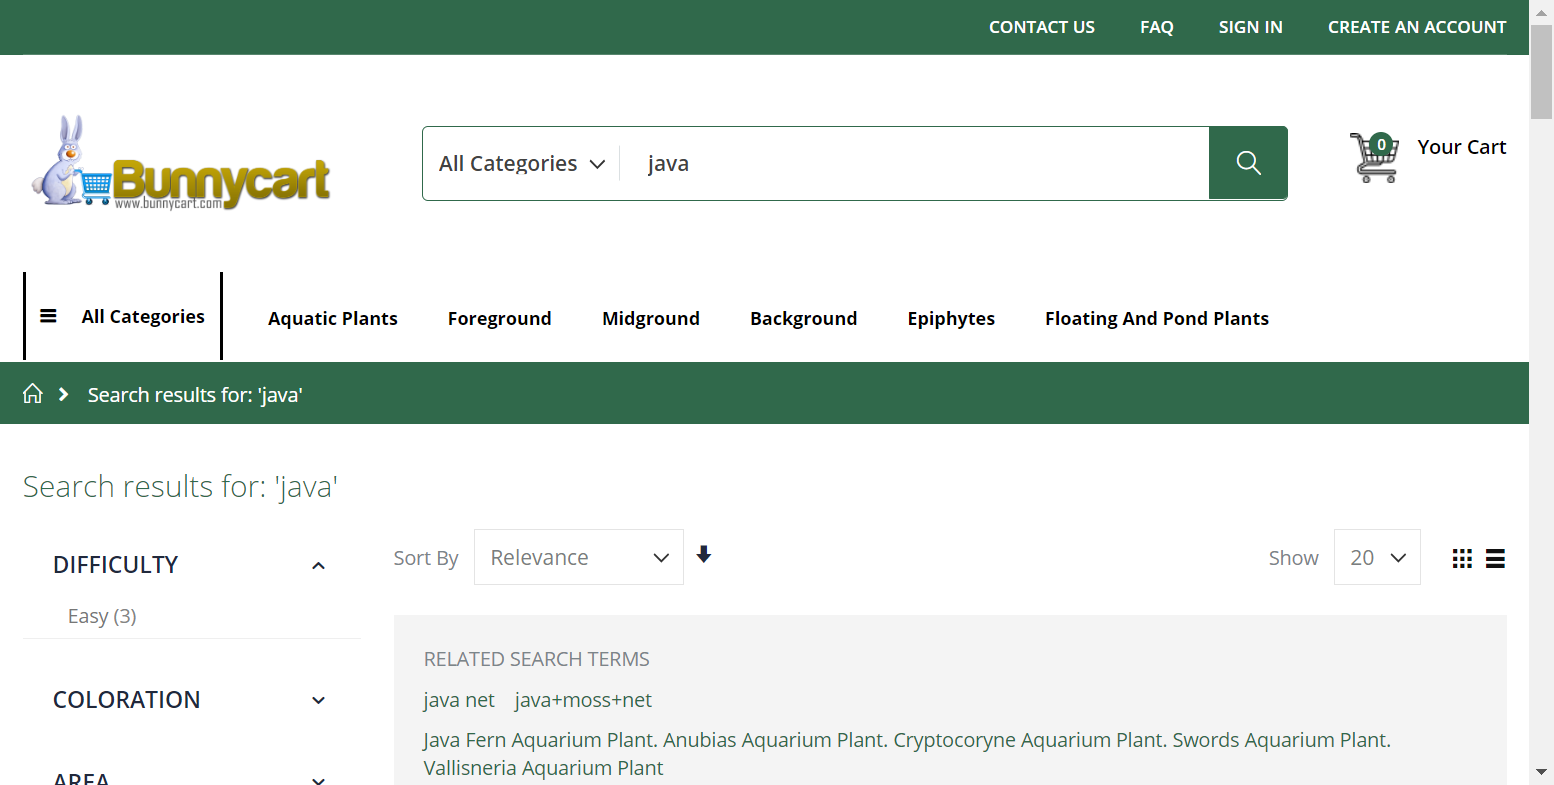 CONTACT US FAQ SIGN IN CREATE AN ACCOUNT
Bunnycart
www.bunnycart.com
All Categories java
0 Your Cart
All Categories Aquatic Plants Foreground Midground Background Epiphytes Floating And Pond Plants
Search results for: 'java'
Search results for: 'java'
DIFFICULTY
Easy (3)
COLORATION
AREA
Sort By Relevance Show 20
RELATED SEARCH TERMS
java net java+moss+net
Java Fern Aquarium Plant. Anubias Aquarium Plant. Cryptocoryne Aquarium Plant. Swords Aquarium Plant.
Vallisneria Aquarium Plant